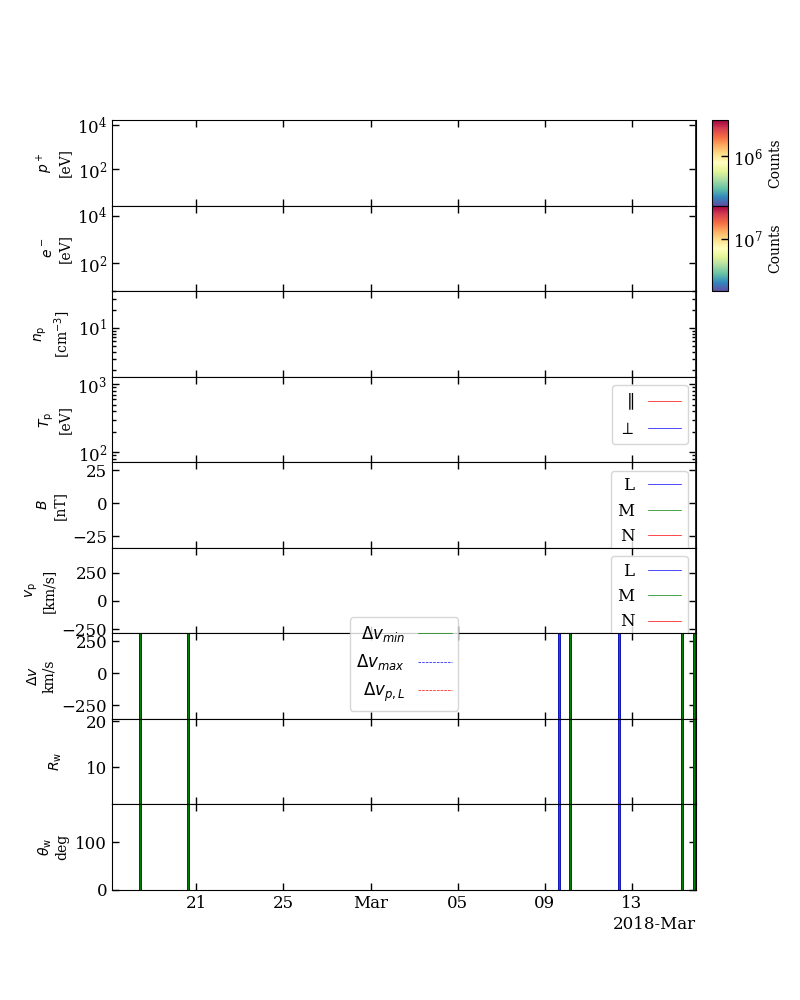 10^4
10^2
p^+
[eV]
10^6
Counts
10^4
10^2
e^-
[eV]
10^7
Counts
10^1
n_p
[cm^-3]
10^3
10^2
T_p
[eV]
∥
⊥
25
0
−25
B
[nT]
L
M
N
250
0
−250
v_p
[km/s]
L
M
N
250
0
−250
Δv
km/s
Δv_min
Δv_max
Δv_p,L
20
10
R_w
100
0
θ_w
deg
21 25 Mar 05 09 13
2018-Mar